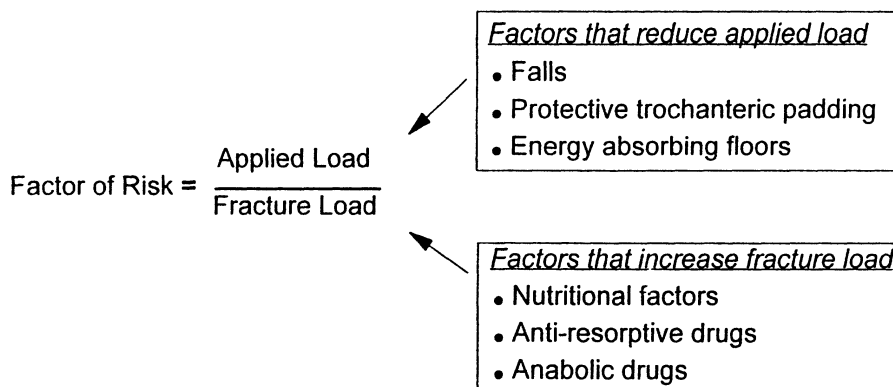 Factors that reduce applied load
• Falls
• Protective trochanteric padding
• Energy absorbing floors
Factor of Risk = Applied Load
Fracture Load
Factors that increase fracture load
• Nutritional factors
• Anti-resorptive drugs
• Anabolic drugs